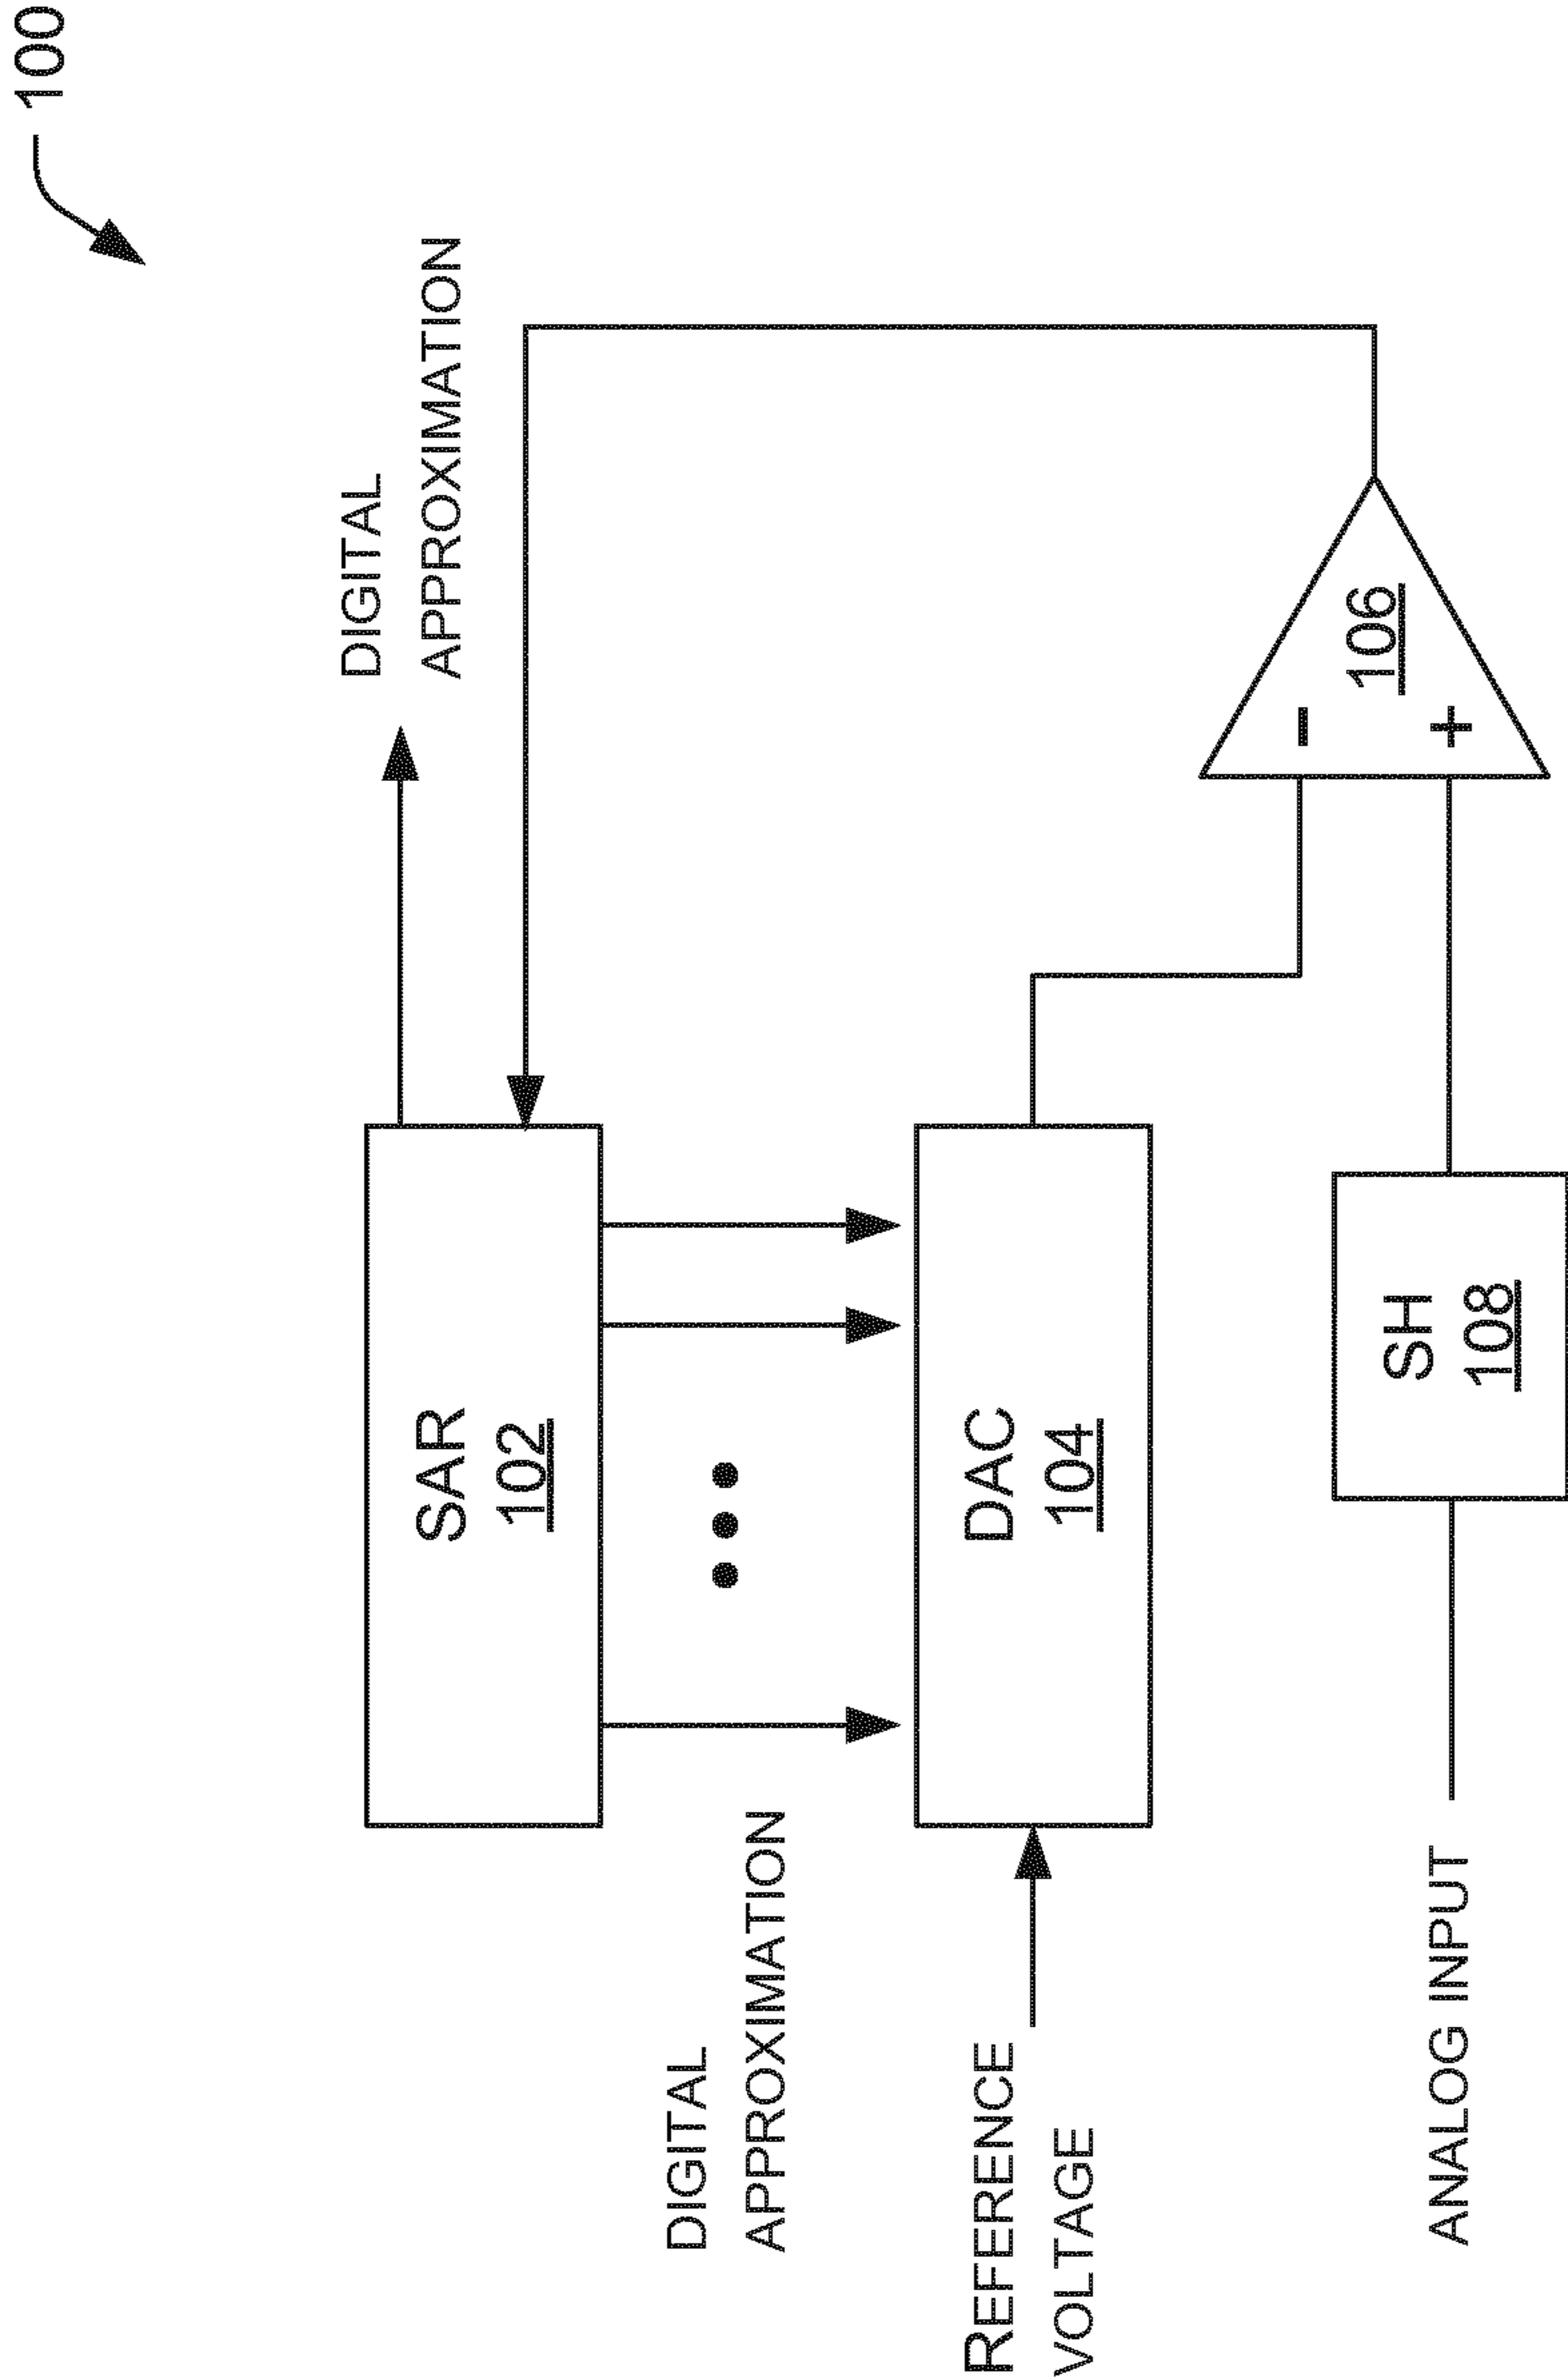 100
DIGITAL
APPROXIMATION
SAR
102
DIGITAL
APPROXIMATION
DAC
104
REFERENCE
VOLTAGE
-
106
+
SH
108
ANALOG INPUT